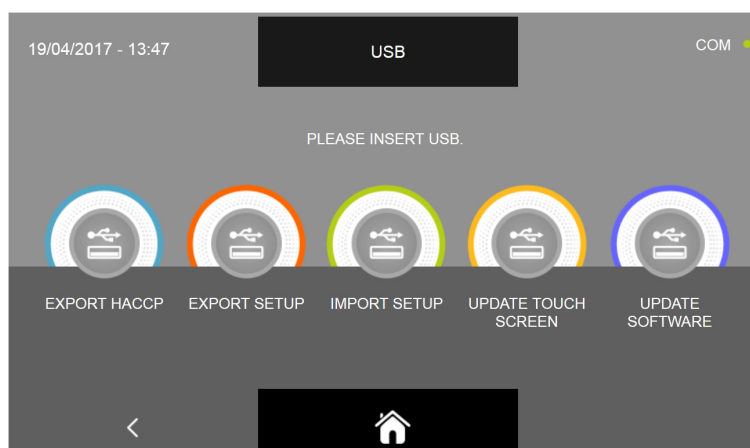 19/04/2017 - 13:47
USB
COM
PLEASE INSERT USB.
EXPORT HACCP
EXPORT SETUP
IMPORT SETUP
UPDATE TOUCH
SCREEN
UPDATE
SOFTWARE